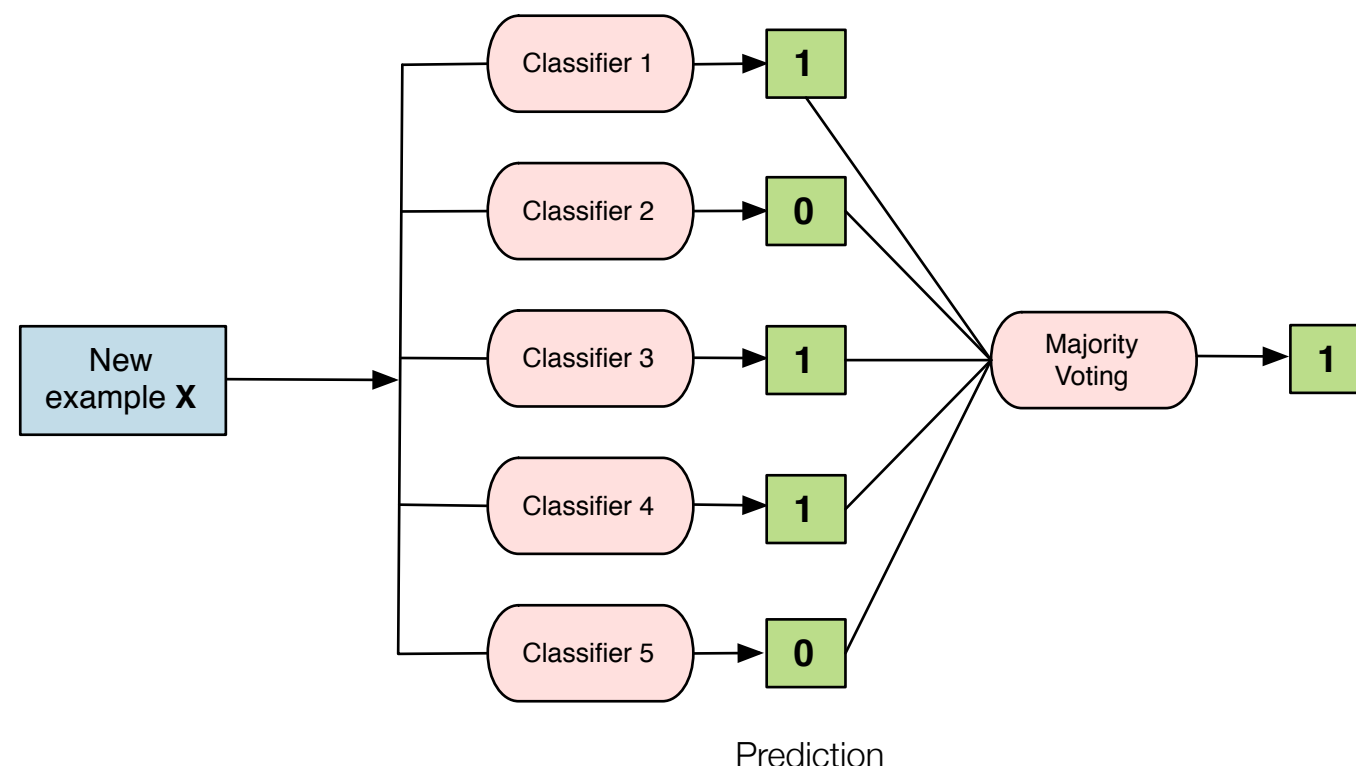 Classifier 1
1
Classifier 2
0
New
example X
Classifier 3
1
Majority
Voting
1
Classifier 4
1
Classifier 5
0
Prediction